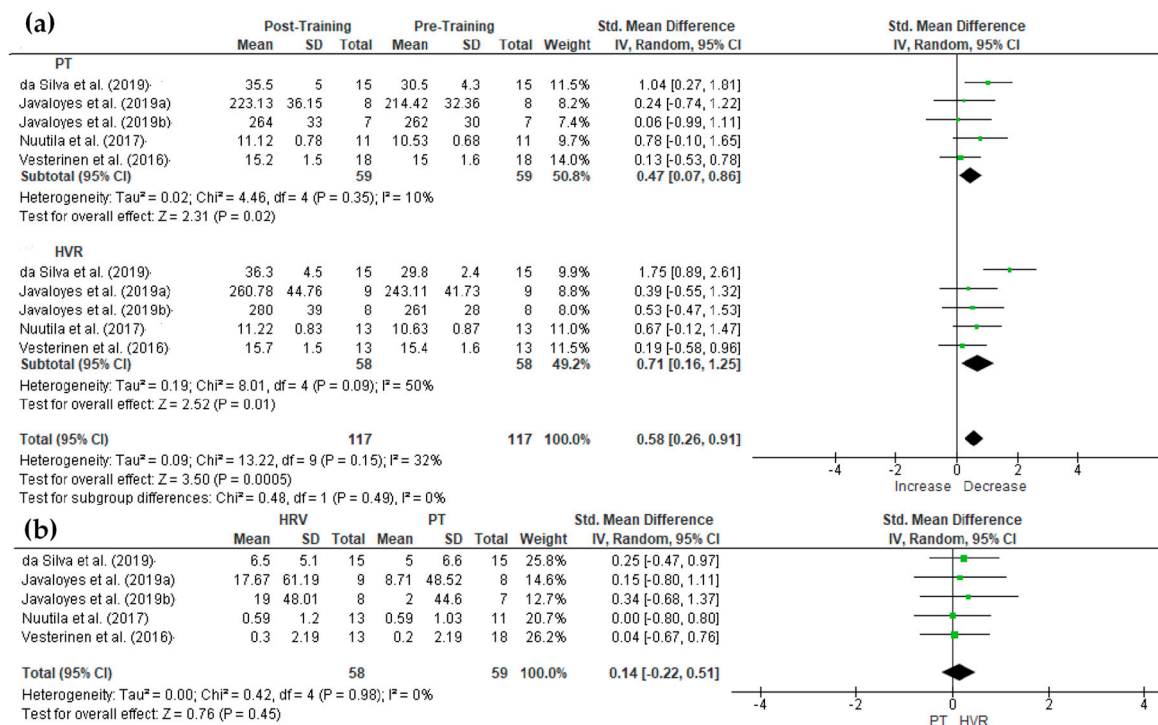 (a) Post-Training Pre-Training Std. Mean Difference Std. Mean Difference
Mean SD Total Mean SD Total Weight IV, Random, 95% CI IV, Random, 95% CI
PT
da Silva et al. (2019) 35.5 5 15 30.5 4.3 15 11.5% 1.04 [0.27, 1.81]
Javaloyes et al. (2019a) 223.13 36.15 8 214.42 32.36 8 8.2% 0.24 [-0.74, 1.22]
Javaloyes et al. (2019b) 264 33 7 262 30 7 7.4% 0.06 [-0.99, 1.11]
Nuutila et al. (2017) 11.12 0.78 11 10.53 0.68 11 9.7% 0.78 [-0.10, 1.65]
Vesterinen et al. (2016) 15.2 1.5 18 15 1.6 18 14.0% 0.13 [-0.53, 0.78]
Subtotal (95% CI) 59 59 50.8% 0.47 [0.07, 0.86]
Heterogeneity: Tau² = 0.02; Chi² = 4.46, df = 4 (P = 0.35); I² = 10%
Test for overall effect: Z = 2.31 (P = 0.02)
HVR
da Silva et al. (2019) 36.3 4.5 15 29.8 2.4 15 9.9% 1.75 [0.89, 2.61]
Javaloyes et al. (2019a) 260.78 44.76 9 243.11 41.73 9 8.8% 0.39 [-0.55, 1.32]
Javaloyes et al. (2019b) 280 39 8 261 28 8 8.0% 0.53 [-0.47, 1.53]
Nuutila et al. (2017) 11.22 0.83 13 10.63 0.87 13 11.0% 0.67 [-0.12, 1.47]
Vesterinen et al. (2016) 15.7 1.5 13 15.4 1.6 13 11.5% 0.19 [-0.58, 0.96]
Subtotal (95% CI) 58 58 49.2% 0.71 [0.16, 1.25]
Heterogeneity: Tau² = 0.19; Chi² = 8.01, df = 4 (P = 0.09); I² = 50%
Test for overall effect: Z = 2.52 (P = 0.01)
Total (95% CI) 117 117 100.0% 0.58 [0.26, 0.91]
Heterogeneity: Tau² = 0.09; Chi² = 13.22, df = 9 (P = 0.15); I² = 32%
Test for overall effect: Z = 3.50 (P = 0.0005)
Test for subgroup differences: Chi² = 0.48, df = 1 (P = 0.49), I² = 0%
-4 -2 0 2 4
Increase Decrease
(b) HRV PT Std. Mean Difference Std. Mean Difference
Mean SD Total Mean SD Total Weight IV, Random, 95% CI IV, Random, 95% CI
da Silva et al. (2019) 6.5 5.1 15 5 6.6 15 25.8% 0.25 [-0.47, 0.97]
Javaloyes et al. (2019a) 17.67 61.19 9 8.71 48.52 8 14.6% 0.15 [-0.80, 1.11]
Javaloyes et al. (2019b) 19 48.01 8 2 44.6 7 12.7% 0.34 [-0.68, 1.37]
Nuutila et al. (2017) 0.59 1.2 13 0.59 1.03 11 20.7% 0.00 [-0.80, 0.80]
Vesterinen et al. (2016) 0.3 2.19 13 0.2 2.19 18 26.2% 0.04 [-0.67, 0.76]
Total (95% CI) 58 59 100.0% 0.14 [-0.22, 0.51]
Heterogeneity: Tau² = 0.00; Chi² = 0.42, df = 4 (P = 0.98); I² = 0%
Test for overall effect: Z = 0.76 (P = 0.45)
-4 -2 0 2 4
PT HVR